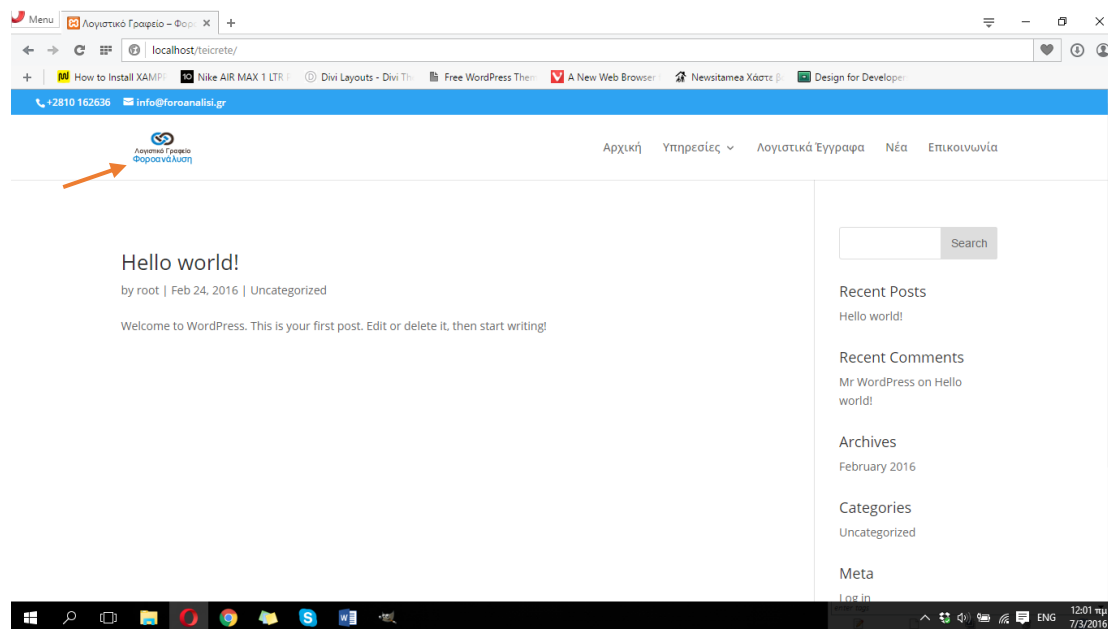 Menu
Λογιστικό Γραφείο – Φορο
localhost/teicrete/
How to Install XAMPP
Nike AIR MAX 1 LTR
Divi Layouts - Divi The
Free WordPress Them
A New Web Browser
Newsitamea Χάστε β
Design for Developer
+2810 162636 info@foroanalisi.gr
Λογιστικό Γραφείο
Φοροανάλυση
Αρχική Υπηρεσίες Λογιστικά Έγγραφα Νέα Επικοινωνία
Hello world!
by root | Feb 24, 2016 | Uncategorized
Welcome to WordPress. This is your first post. Edit or delete it, then start writing!
Search
Recent Posts
Hello world!
Recent Comments
Mr WordPress on Hello
world!
Archives
February 2016
Categories
Uncategorized
Meta
Log in
ENG
12:01 πμ
7/3/2016